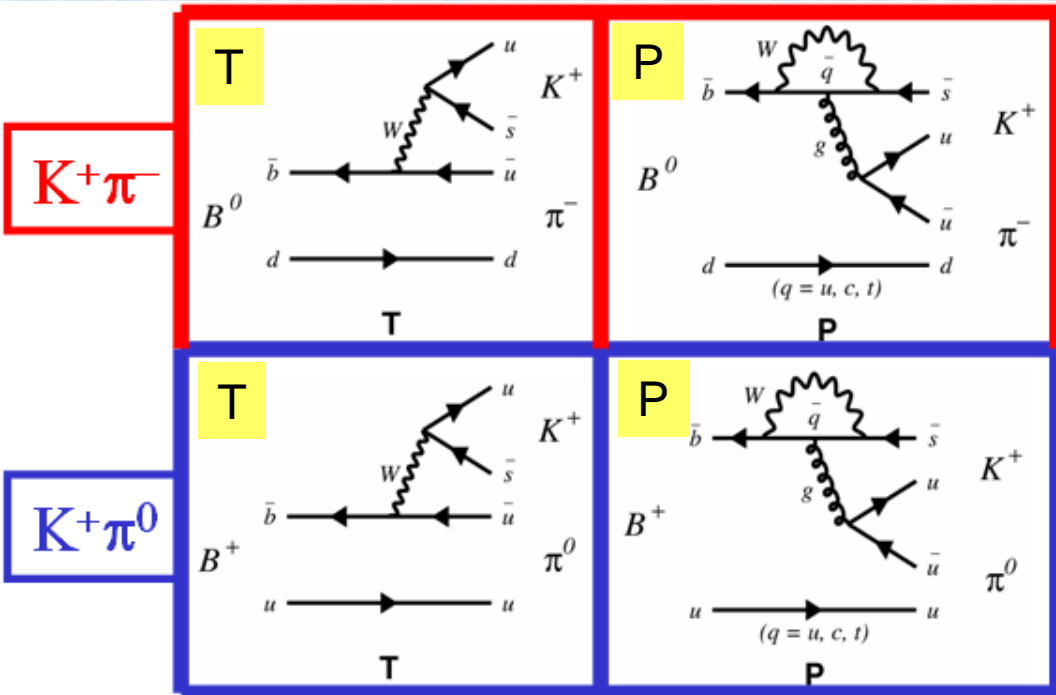 K⁺π⁻
T
u
K⁺
s̄
W
b̄
ū
B⁰
π⁻
d
d
T
P
W
q̄
b̄
s̄
K⁺
u
g
B⁰
ū
π⁻
d
d
(q = u, c, t)
P
K⁺π⁰
T
u
K⁺
s̄
W
b̄
ū
B⁺
π⁰
u
u
T
P
W
q̄
b̄
s̄
K⁺
u
g
B⁺
ū
π⁰
u
u
(q = u, c, t)
P